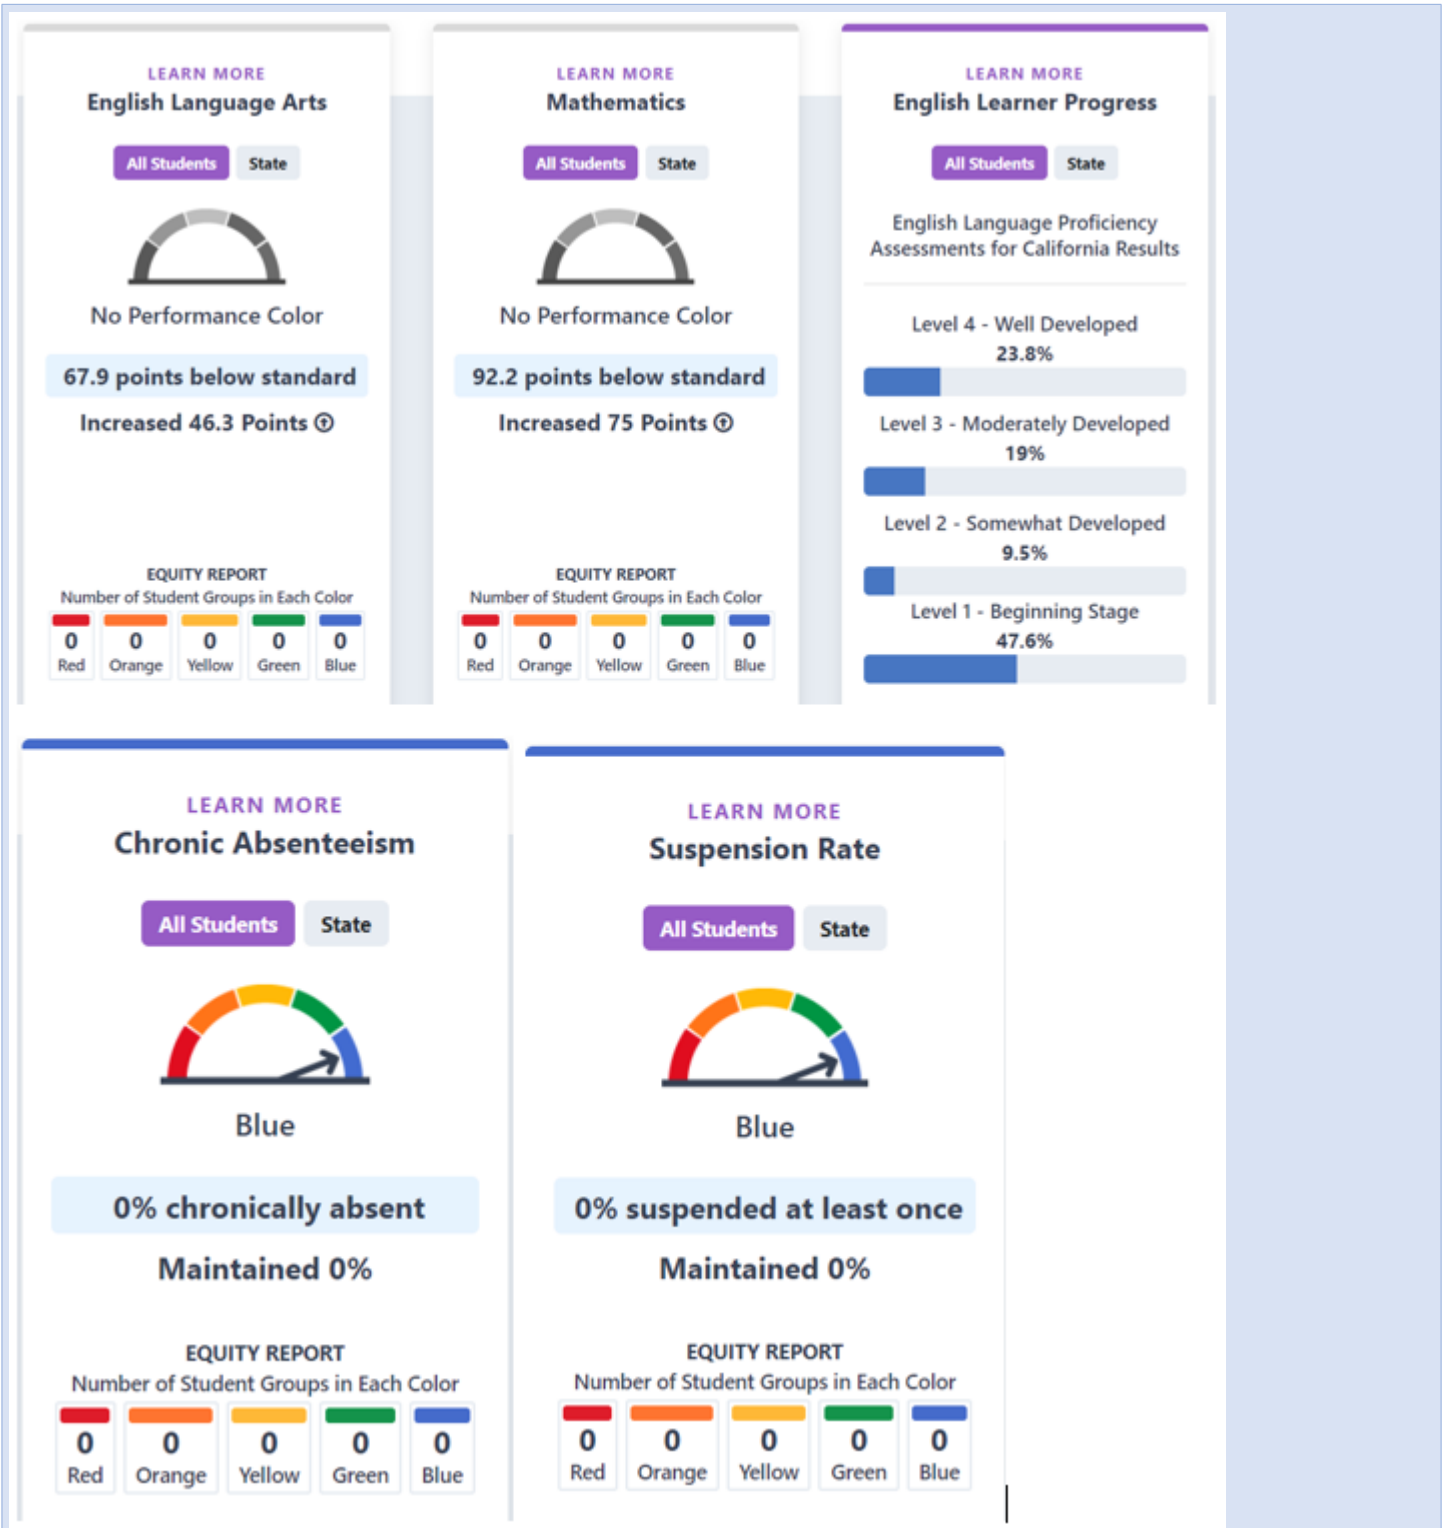 LEARN MORE
English Language Arts
All Students State
No Performance Color
67.9 points below standard
Increased 46.3 Points
EQUITY REPORT
Number of Student Groups in Each Color
0 0 0 0 0
Red Orange Yellow Green Blue
LEARN MORE
Mathematics
All Students State
No Performance Color
92.2 points below standard
Increased 75 Points
EQUITY REPORT
Number of Student Groups in Each Color
0 0 0 0 0
Red Orange Yellow Green Blue
LEARN MORE
English Learner Progress
All Students State
English Language Proficiency
Assessments for California Results
Level 4 - Well Developed
23.8%
Level 3 - Moderately Developed
19%
Level 2 - Somewhat Developed
9.5%
Level 1 - Beginning Stage
47.6%
LEARN MORE
Chronic Absenteeism
All Students State
Blue
0% chronically absent
Maintained 0%
EQUITY REPORT
Number of Student Groups in Each Color
0 0 0 0 0
Red Orange Yellow Green Blue
LEARN MORE
Suspension Rate
All Students State
Blue
0% suspended at least once
Maintained 0%
EQUITY REPORT
Number of Student Groups in Each Color
0 0 0 0 0
Red Orange Yellow Green Blue